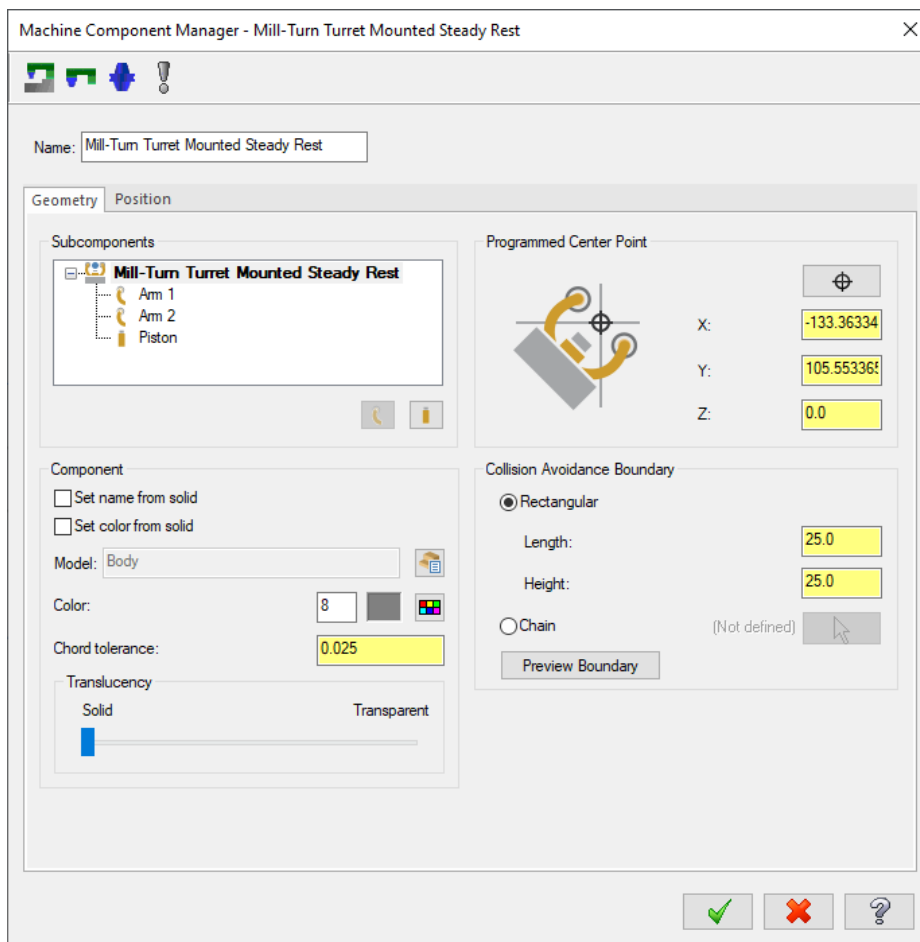 Machine Component Manager - Mill-Turn Turret Mounted Steady Rest
Name: Mill-Turn Turret Mounted Steady Rest
Geometry Position
Subcomponents
Mill-Turn Turret Mounted Steady Rest
Arm 1
Arm 2
Piston
Programmed Center Point
X: -133.36334
Y: 105.553365
Z: 0.0
Component
Set name from solid
Set color from solid
Model: Body
Color: 8
Chord tolerance: 0.025
Translucency
Solid Transparent
Collision Avoidance Boundary
Rectangular
Length: 25.0
Height: 25.0
Chain (Not defined)
Preview Boundary